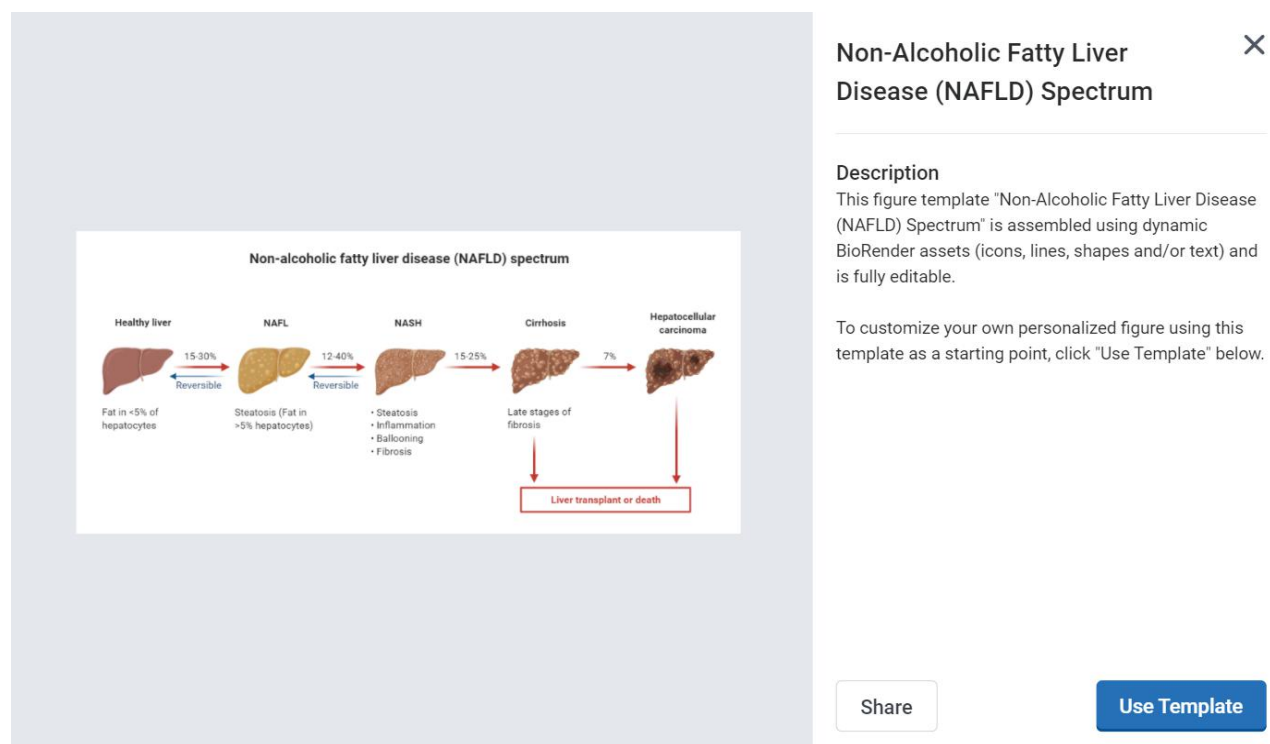 Non-Alcoholic Fatty Liver
Disease (NAFLD) Spectrum
Description
This figure template "Non-Alcoholic Fatty Liver Disease
(NAFLD) Spectrum" is assembled using dynamic
BioRender assets (icons, lines, shapes and/or text) and
is fully editable.
To customize your own personalized figure using this
template as a starting point, click "Use Template" below.
Share
Use Template
Non-alcoholic fatty liver disease (NAFLD) spectrum
Healthy liver
NAFL
NASH
Cirrhosis
Hepatocellular
carcinoma
15-30%
Reversible
12-40%
Reversible
15-25%
7%
Fat in <5% of
hepatocytes
Steatosis (Fat in
>5% hepatocytes)
• Steatosis
• Inflammation
• Ballooning
• Fibrosis
Late stages of
fibrosis
Liver transplant or death